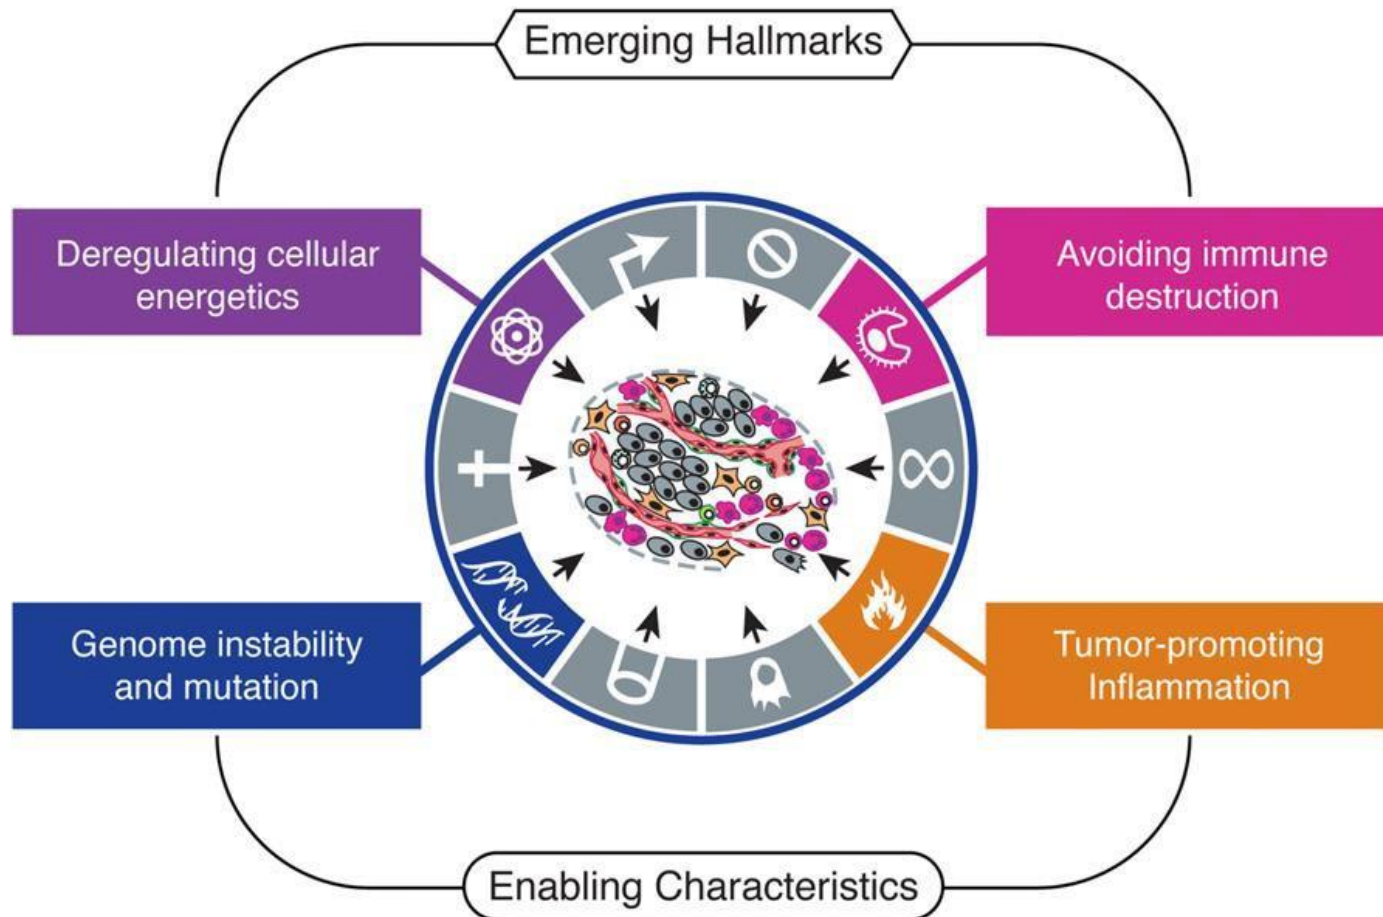 Emerging Hallmarks
Deregulating cellular
energetics
Avoiding immune
destruction
Genome instability
and mutation
Tumor-promoting
Inflammation
Enabling Characteristics